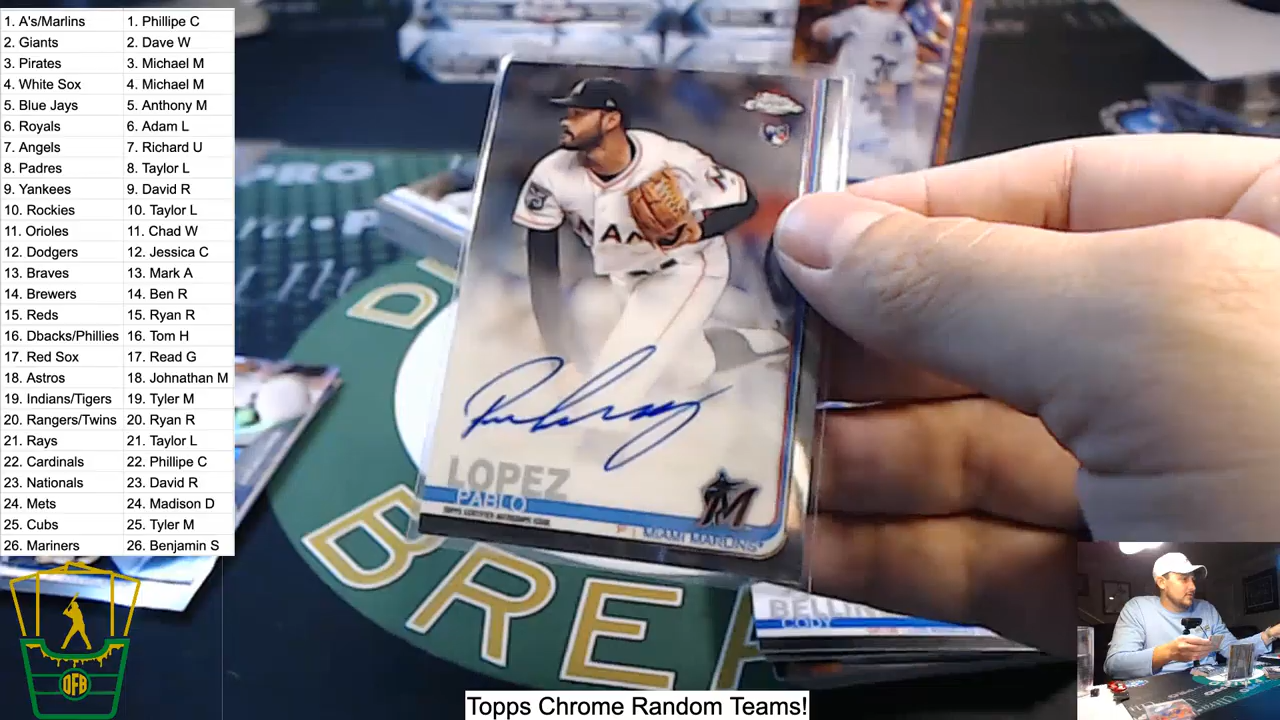 1. A's/Marlins 1. Phillipe C
2. Giants 2. Dave W
3. Pirates 3. Michael M
4. White Sox 4. Michael M
5. Blue Jays 5. Anthony M
6. Royals 6. Adam L
7. Angels 7. Richard U
8. Padres 8. Taylor L
9. Yankees 9. David R
10. Rockies 10. Taylor L
11. Orioles 11. Chad W
12. Dodgers 12. Jessica C
13. Braves 13. Mark A
14. Brewers 14. Ben R
15. Reds 15. Ryan R
16. Dbacks/Phillies 16. Tom H
17. Red Sox 17. Read G
18. Astros 18. Johnathan M
19. Indians/Tigers 19. Tyler M
20. Rangers/Twins 20. Ryan R
21. Rays 21. Taylor L
22. Cardinals 22. Phillipe C
23. Nationals 23. David R
24. Mets 24. Madison D
25. Cubs 25. Tyler M
26. Mariners 26. Benjamin S
DFB
LOPEZ
PABLO
TOPPS CERTIFIED AUTOGRAPH ISSUE
MIAMI MARLINS
M
BRE
CODY
Topps Chrome Random Teams!